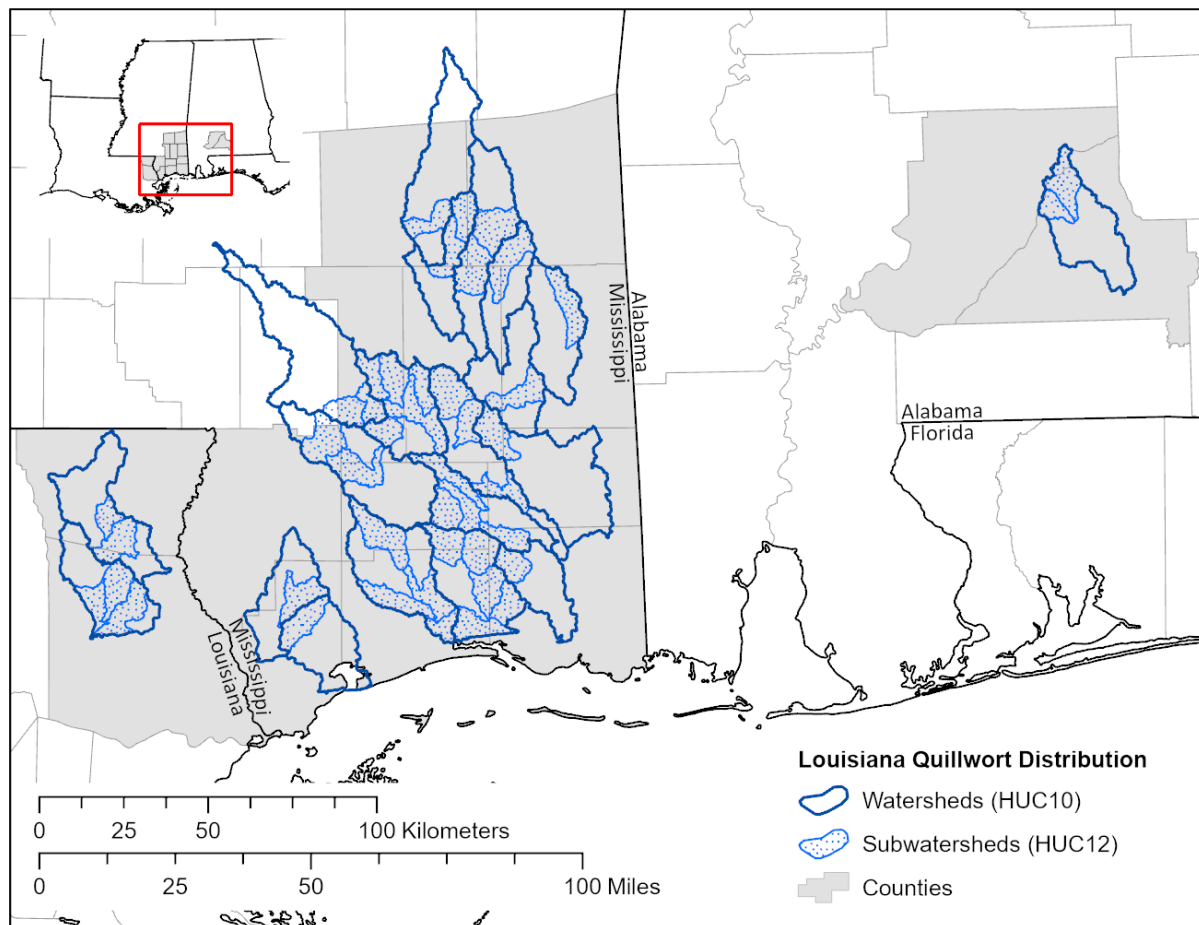 Alabama
Mississippi
Alabama
Florida
Mississippi
Louisiana
Louisiana Quillwort Distribution
Watersheds (HUC10)
Subwatersheds (HUC12)
Counties
0 25 50 100 Kilometers
0 25 50 100 Miles